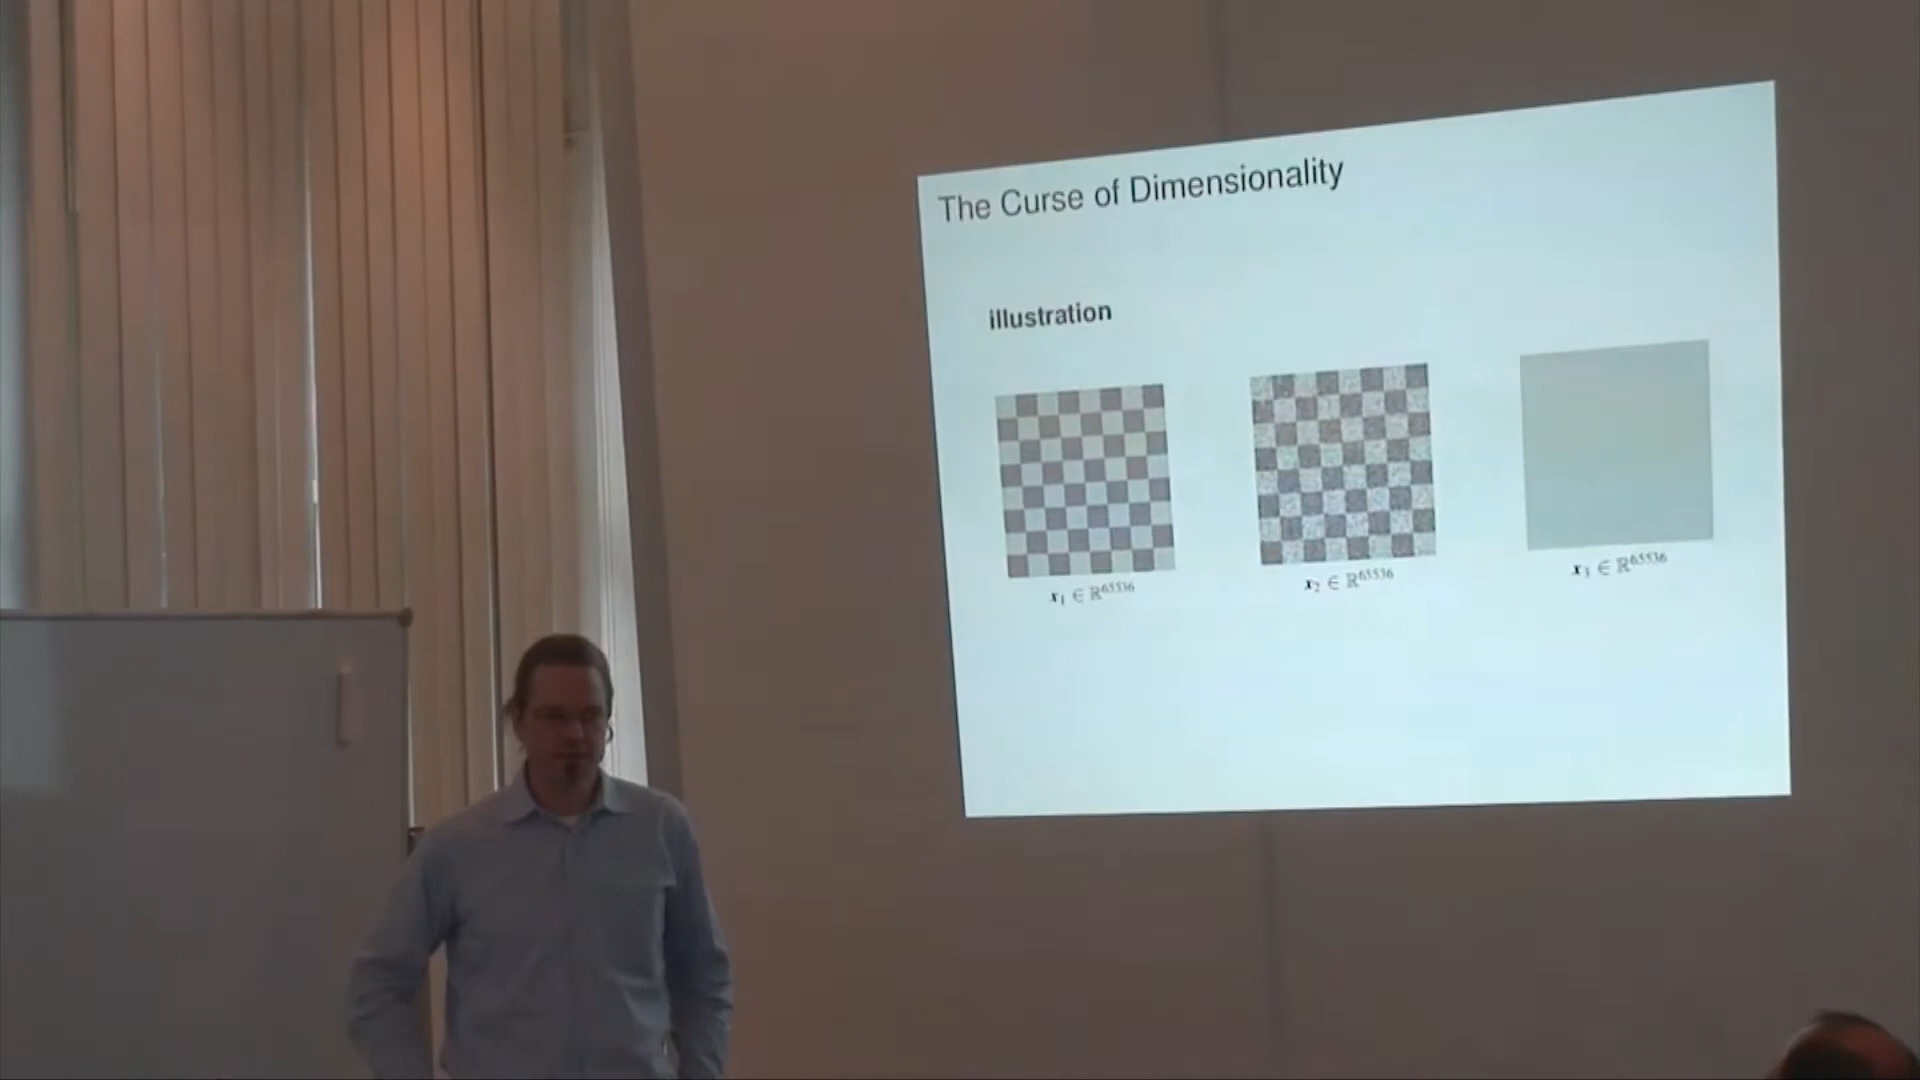 The Curse of Dimensionality
illustration
x₁ ∈ ℝ⁶⁵⁵³⁶
x₂ ∈ ℝ⁶⁵⁵³⁶
x₃ ∈ ℝ⁶⁵⁵³⁶